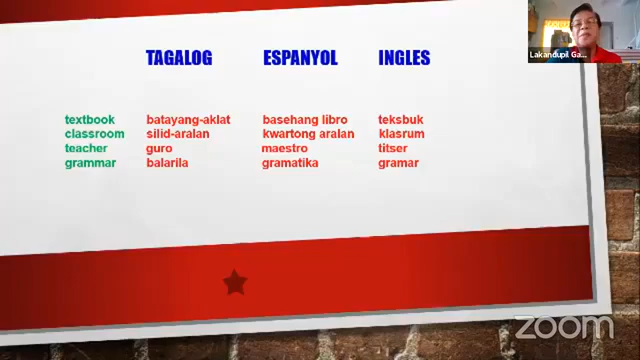 Lakandupil Ga...
TAGALOG ESPANYOL INGLES
textbook batayang-aklat basehang libro teksbuk
classroom silid-aralan kwartong aralan klasrum
teacher guro maestro titser
grammar balarila gramatika gramar
zoom